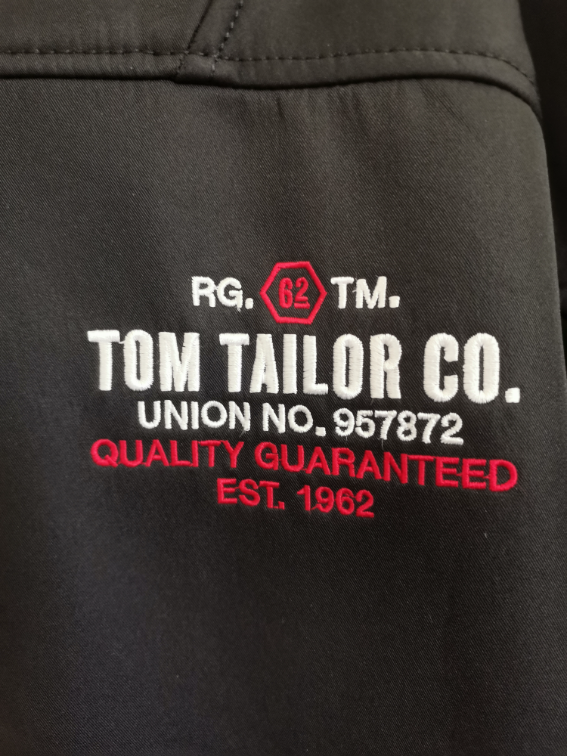 RG. 62 TM.
TOM TAILOR CO.
UNION NO. 957872
QUALITY GUARANTEED
EST. 1962